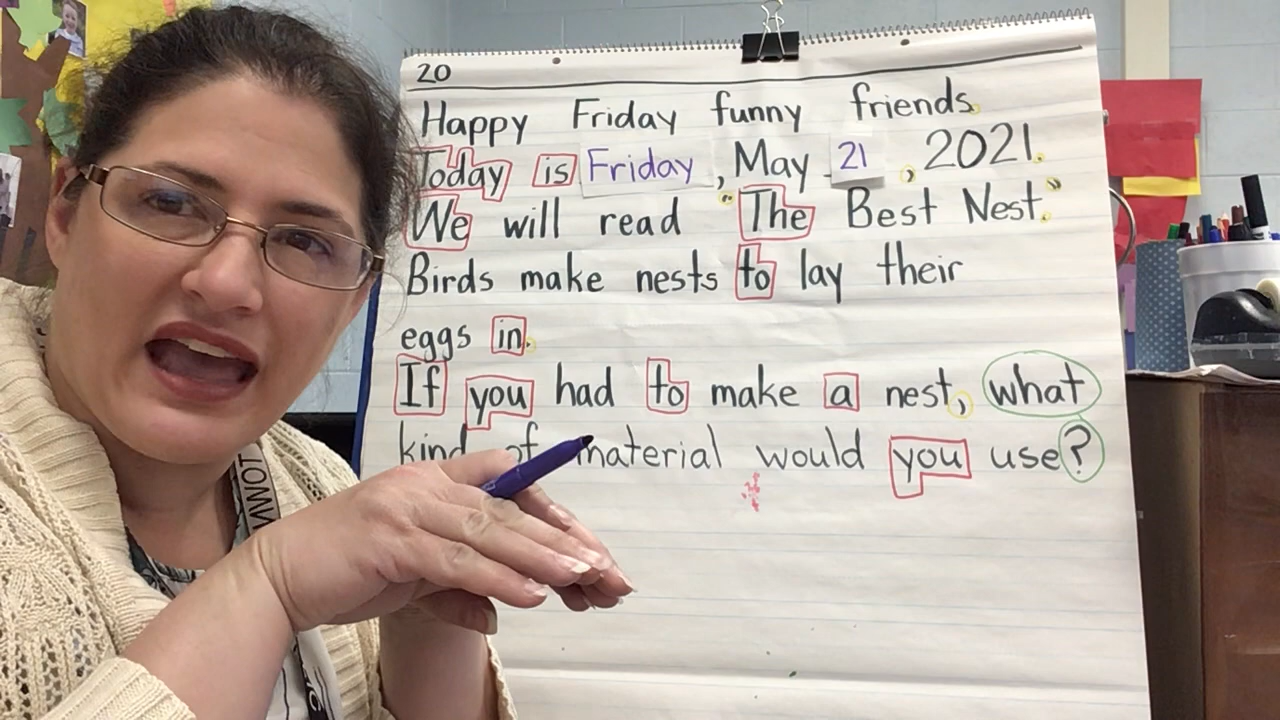 20
Happy Friday funny friends.
Today is Friday, May 21, 2021.
We will read "The Best Nest."
Birds make nests to lay their
eggs in.
If you had to make a nest, what
kind of material would you use?